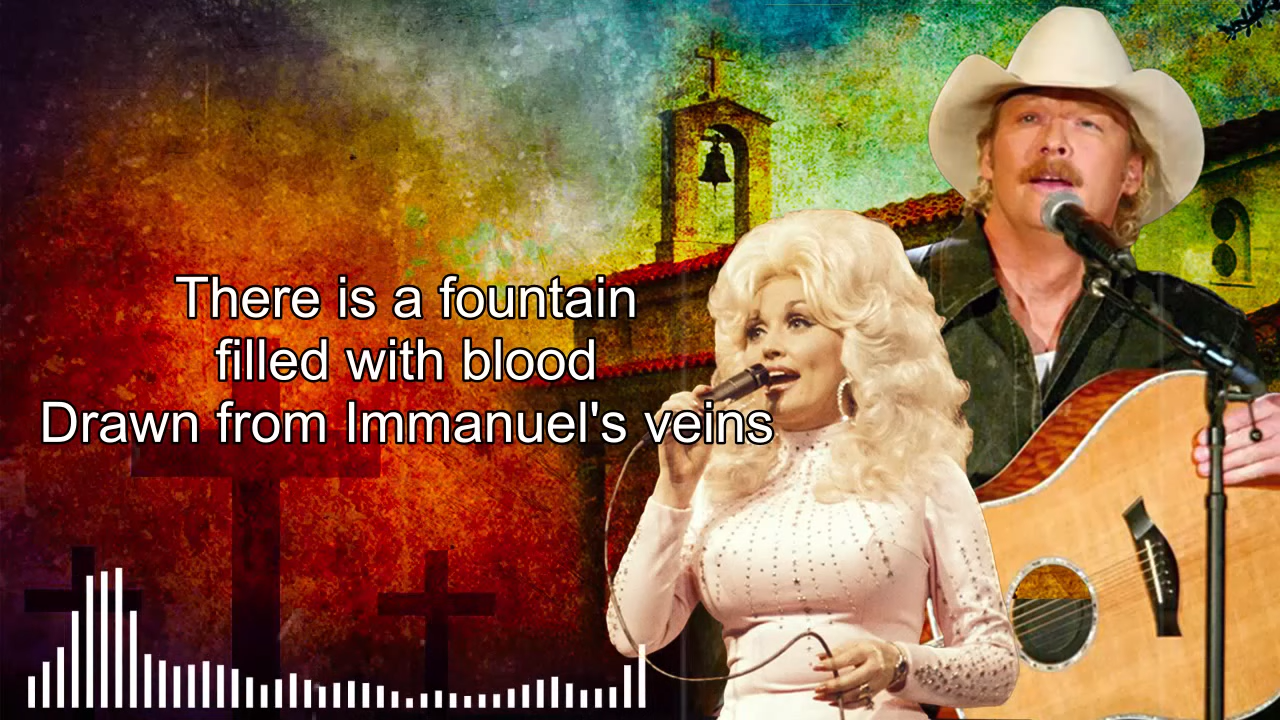 There is a fountain
filled with blood
Drawn from Immanuel's veins